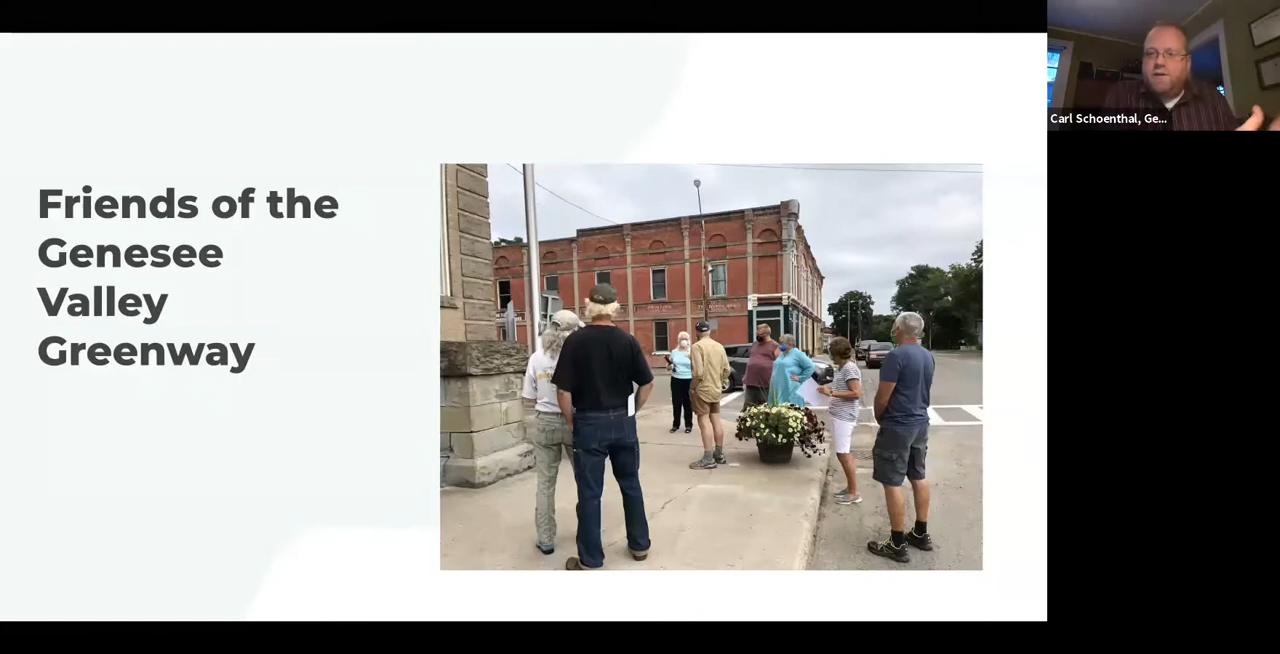 Friends of the
Genesee
Valley
Greenway
Carl Schoenthal, Ge...